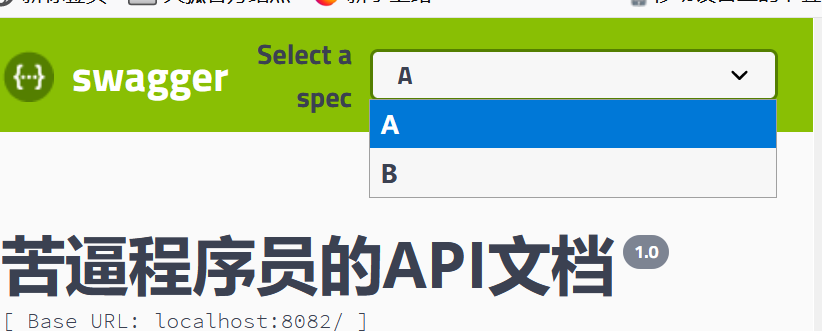 swagger
Select a
spec
A
A
B
苦逼程序员的API文档 1.0
[ Base URL: localhost:8082/ ]